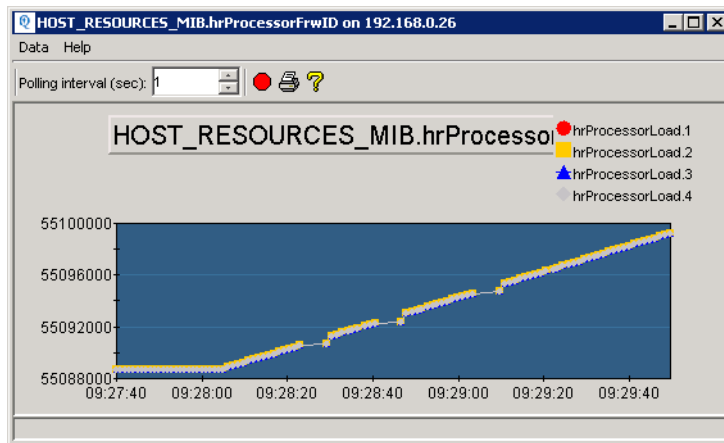 HOST_RESOURCES_MIB.hrProcessorFrwID on 192.168.0.26
Data Help
Polling interval (sec): 1
HOST_RESOURCES_MIB.hrProcesso
hrProcessorLoad.1
hrProcessorLoad.2
hrProcessorLoad.3
hrProcessorLoad.4
55100000
55096000
55092000
55088000
09:27:40 09:28:00 09:28:20 09:28:40 09:29:00 09:29:20 09:29:40